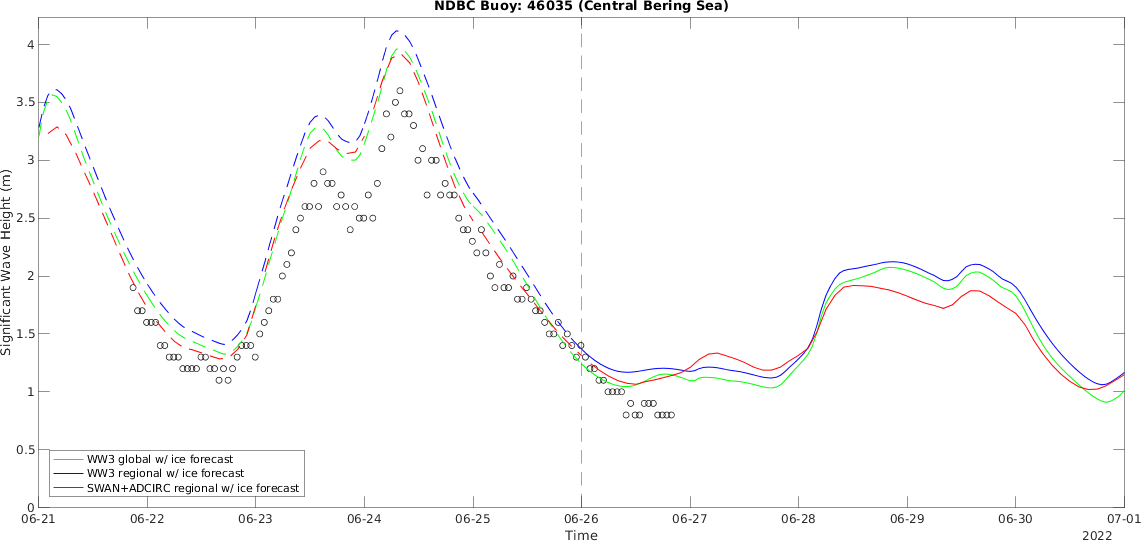 NDBC Buoy: 46035 (Central Bering Sea)
Significant Wave Height (m)
4
3.5
3
2.5
2
1.5
1
0.5
0
WW3 global w/ ice forecast
WW3 regional w/ ice forecast
SWAN+ADCIRC regional w/ ice forecast
06-21 06-22 06-23 06-24 06-25 06-26 06-27 06-28 06-29 06-30 07-01
Time
2022